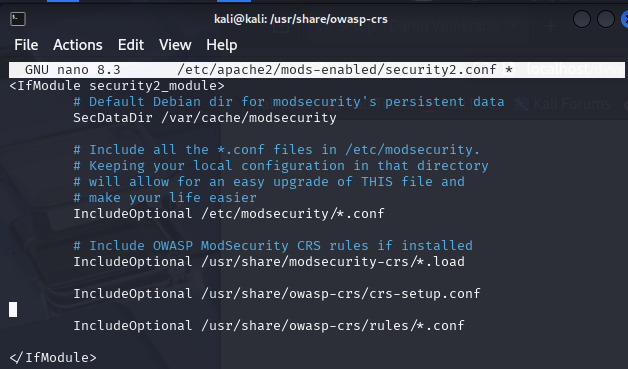 kali@kali: /usr/share/owasp-crs
File Actions Edit View Help
GNU nano 8.3 /etc/apache2/mods-enabled/security2.conf *
<IfModule security2_module>
# Default Debian dir for modsecurity's persistent data
SecDataDir /var/cache/modsecurity
# Include all the *.conf files in /etc/modsecurity.
# Keeping your local configuration in that directory
# will allow for an easy upgrade of THIS file and
# make your life easier
IncludeOptional /etc/modsecurity/*.conf
# Include OWASP ModSecurity CRS rules if installed
IncludeOptional /usr/share/modsecurity-crs/*.load
IncludeOptional /usr/share/owasp-crs/crs-setup.conf
IncludeOptional /usr/share/owasp-crs/rules/*.conf
</IfModule>
Kali Forums